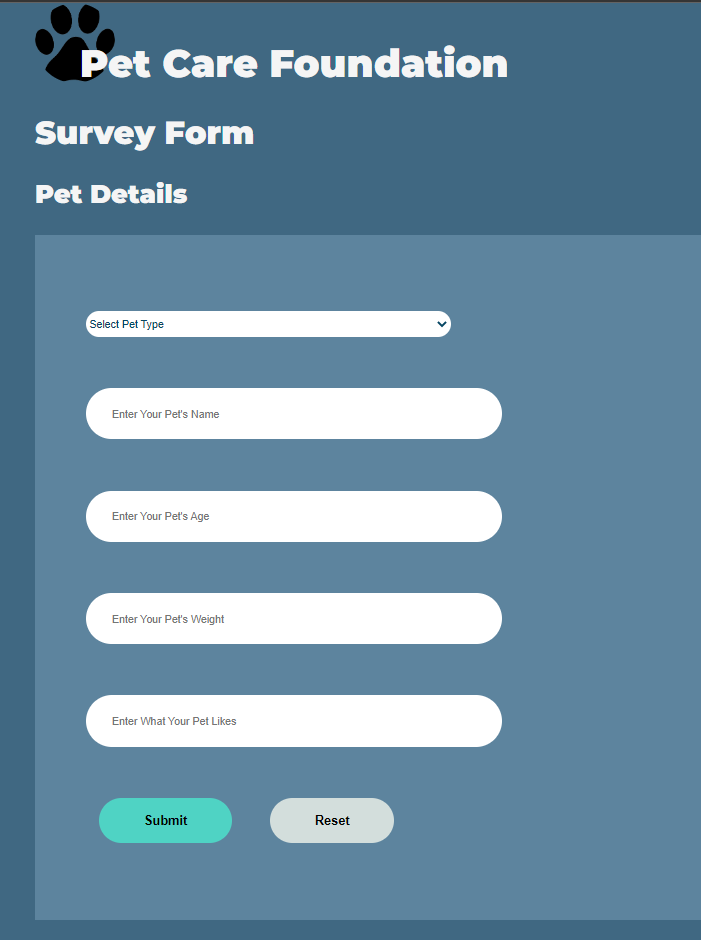 Pet Care Foundation
Survey Form
Pet Details
Select Pet Type
Enter Your Pet's Name
Enter Your Pet's Age
Enter Your Pet's Weight
Enter What Your Pet Likes
Submit Reset